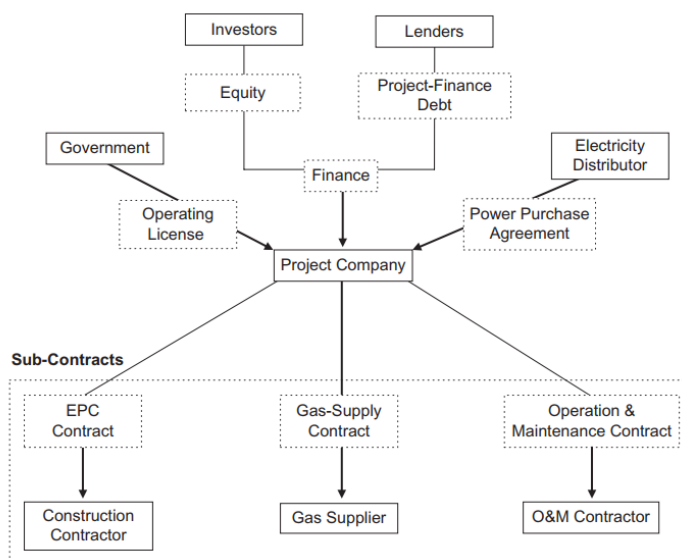 Investors
Lenders
Equity
Project-Finance
Debt
Government
Electricity
Distributor
Finance
Operating
License
Power Purchase
Agreement
Project Company
Sub-Contracts
EPC
Contract
Gas-Supply
Contract
Operation &
Maintenance Contract
Construction
Contractor
Gas Supplier
O&M Contractor